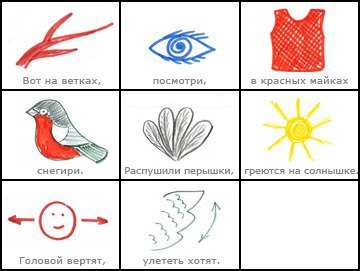 Вот на ветках,
посмотри,
в красных майках
снегири.
Распушили перышки,
греются на солнышке.
Головой вертят,
улететь хотят.